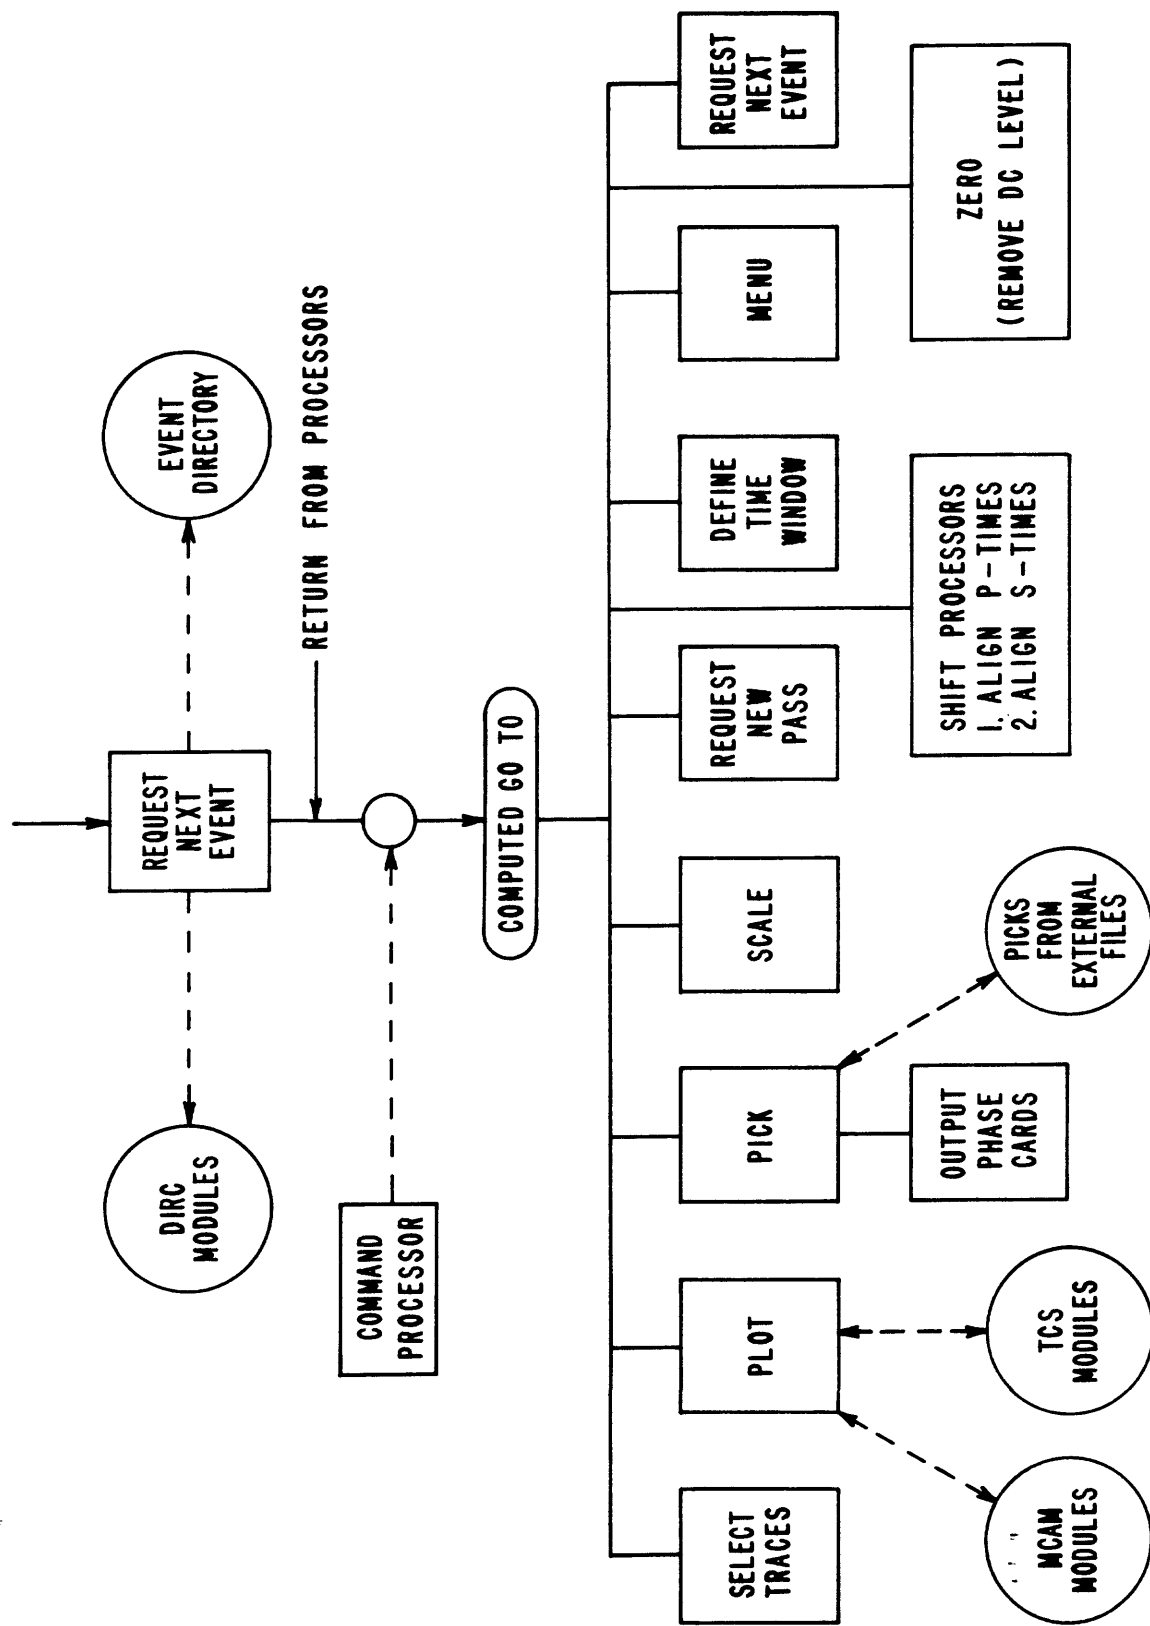 REQUEST
NEXT
EVENT
DIRC
MODULES
EVENT
DIRECTORY
RETURN FROM PROCESSORS
COMMAND
PROCESSOR
COMPUTED GO TO
SELECT
TRACES
PLOT
PICK
SCALE
REQUEST
NEW
PASS
DEFINE
TIME
WINDOW
MENU
REQUEST
NEXT
EVENT
MCAM
MODULES
TCS
MODULES
OUTPUT
PHASE
CARDS
PICKS
FROM
EXTERNAL
FILES
SHIFT PROCESSORS
1. ALIGN P-TIMES
2. ALIGN S-TIMES
ZERO
(REMOVE DC LEVEL)